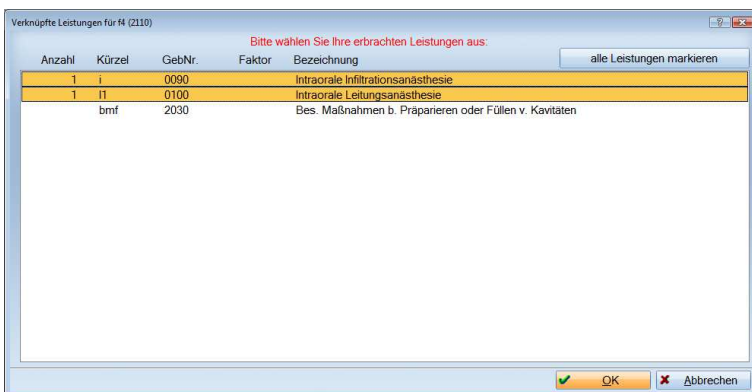 Verknüpfte Leistungen für f4 (2110)
Bitte wählen Sie Ihre erbrachten Leistungen aus:
Anzahl Kürzel GebNr. Faktor Bezeichnung alle Leistungen markieren
1 i 0090 Intraorale Infiltrationsanästhesie
1 l1 0100 Intraorale Leitungsanästhesie
bmf 2030 Bes. Maßnahmen b. Präparieren oder Füllen v. Kavitäten
OK Abbrechen